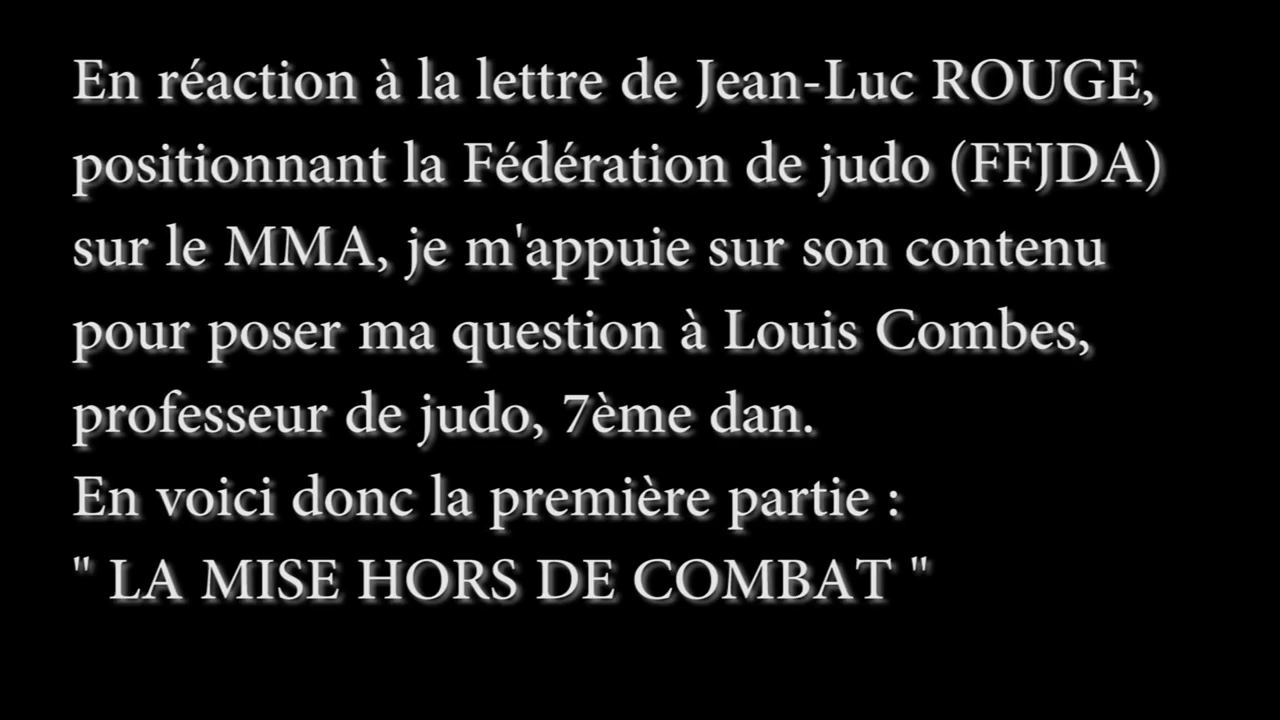 En réaction à la lettre de Jean-Luc ROUGE,
positionnant la Fédération de judo (FFJDA)
sur le MMA, je m'appuie sur son contenu
pour poser ma question à Louis Combes,
professeur de judo, 7ème dan.
En voici donc la première partie :
" LA MISE HORS DE COMBAT "